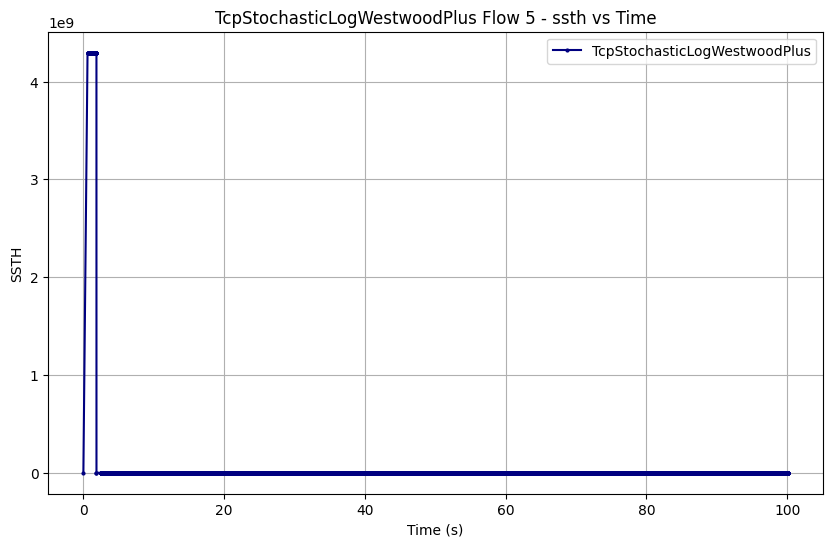 TcpStochasticLogWestwoodPlus Flow 5 - ssth vs Time
1e9
TcpStochasticLogWestwoodPlus
4
3
2
1
0
SSTH
0 20 40 60 80 100
Time (s)